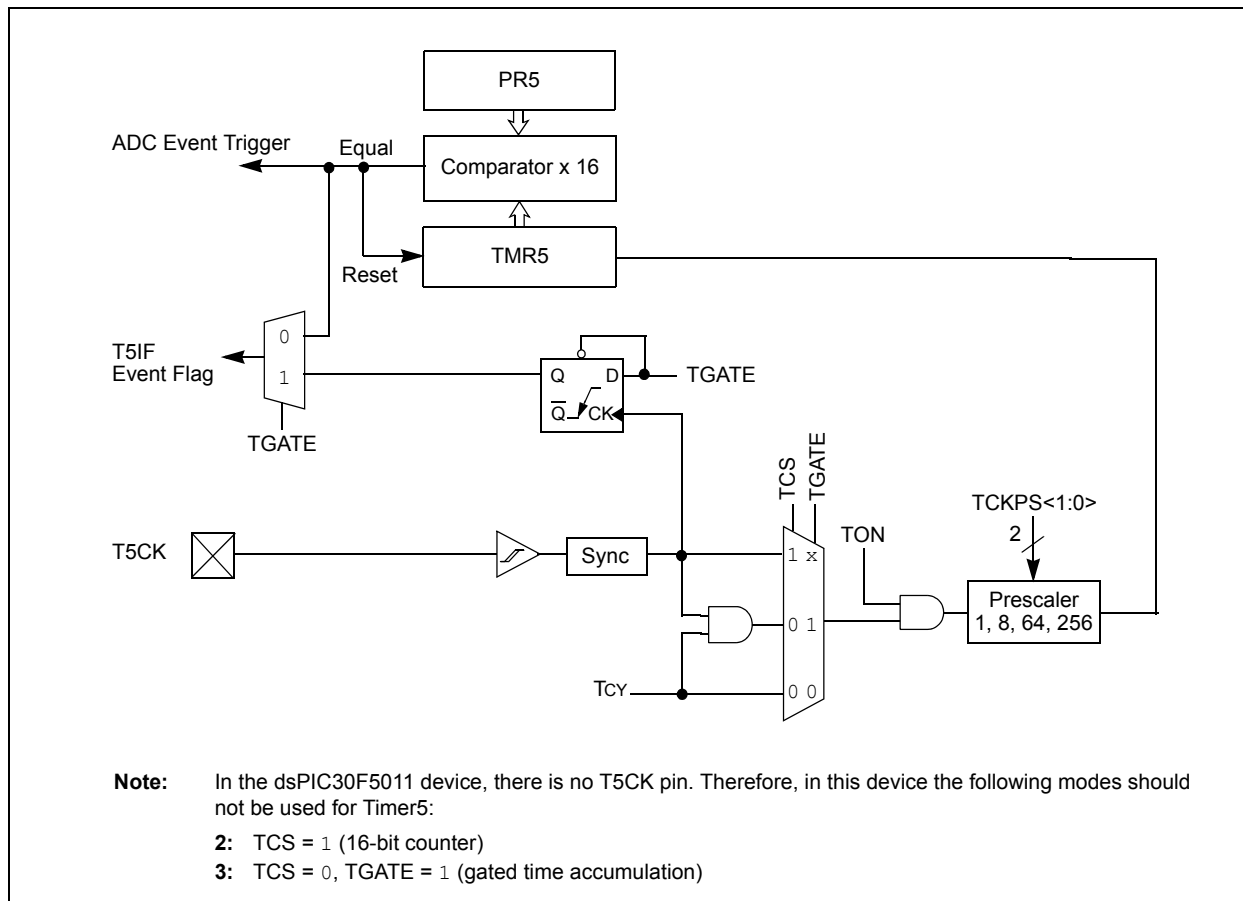 PR5
ADC Event Trigger
Equal
Comparator x 16
TMR5
Reset
0
1
T5IF
Event Flag
TGATE
Q
D
Q̅
CK
TGATE
TCS
TGATE
TCKPS<1:0>
2
TON
T5CK
Sync
1 x
0 1
0 0
Prescaler
1, 8, 64, 256
TCY
Note: In the dsPIC30F5011 device, there is no T5CK pin. Therefore, in this device the following modes should
not be used for Timer5:
2: TCS = 1 (16-bit counter)
3: TCS = 0, TGATE = 1 (gated time accumulation)